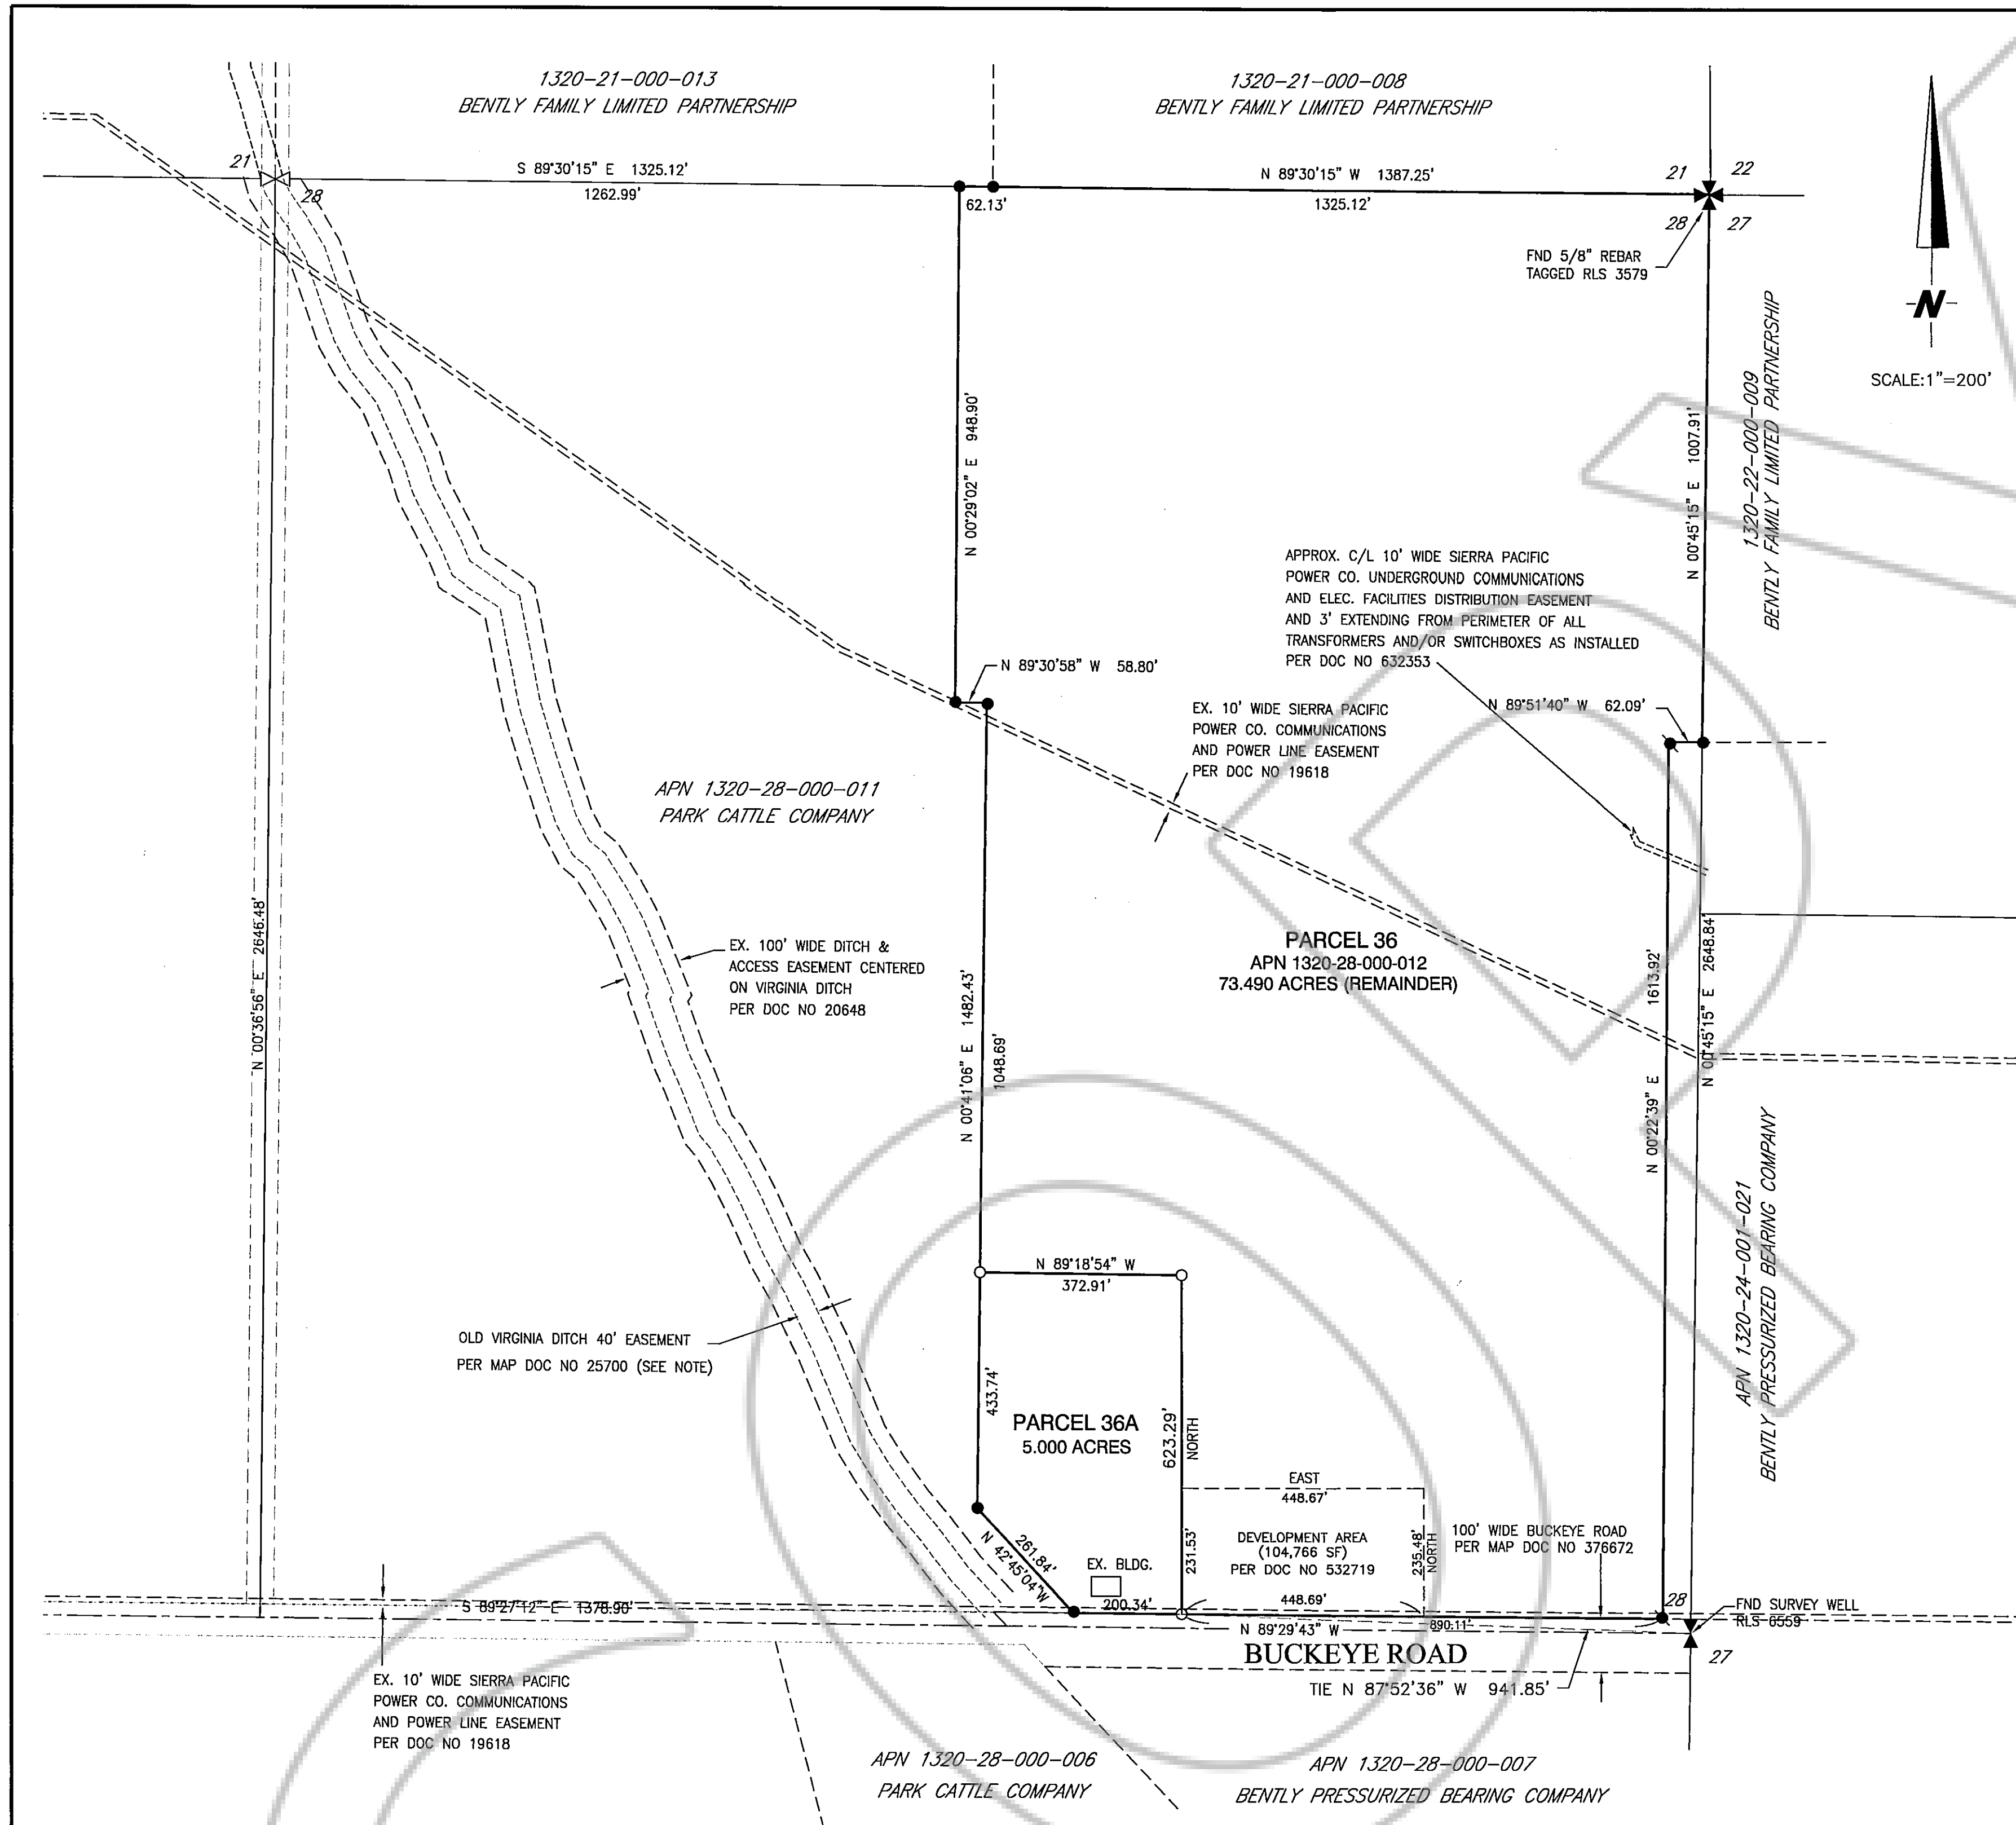 1320-21-000-013
BENTLY FAMILY LIMITED PARTNERSHIP
1320-21-000-008
BENTLY FAMILY LIMITED PARTNERSHIP
21
28
S 89°30'15" E 1325.12'
1262.99'
62.13'
N 89°30'15" W 1387.25'
1325.12'
21
22
28
27
FND 5/8" REBAR
TAGGED RLS 3579
N
SCALE:1"=200'
1320-22-000-009
BENTLY FAMILY LIMITED PARTNERSHIP
N 00°45'15" E 1007.91'
N 00°29'02" E 948.90'
APPROX. C/L 10' WIDE SIERRA PACIFIC
POWER CO. UNDERGROUND COMMUNICATIONS
AND ELEC. FACILITIES DISTRIBUTION EASEMENT
AND 3' EXTENDING FROM PERIMETER OF ALL
TRANSFORMERS AND/OR SWITCHBOXES AS INSTALLED
PER DOC NO 632353
N 89°30'58" W 58.80'
EX. 10' WIDE SIERRA PACIFIC
POWER CO. COMMUNICATIONS
AND POWER LINE EASEMENT
PER DOC NO 19618
N 89°51'40" W 62.09'
APN 1320-28-000-011
PARK CATTLE COMPANY
N 00°36'56" E 2646.48'
EX. 100' WIDE DITCH &
ACCESS EASEMENT CENTERED
ON VIRGINIA DITCH
PER DOC NO 20648
PARCEL 36
APN 1320-28-000-012
73.490 ACRES (REMAINDER)
N 00°41'06" E 1482.43'
1048.69'
N 00°22'39" E 1613.92'
N 00°45'15" E 2648.84'
APN 1320-24-001-021
BENTLY PRESSURIZED BEARING COMPANY
N 89°18'54" W
372.91'
OLD VIRGINIA DITCH 40' EASEMENT
PER MAP DOC NO 25700 (SEE NOTE)
433.74'
PARCEL 36A
5.000 ACRES
623.29'
NORTH
EAST
448.67'
DEVELOPMENT AREA
(104,766 SF)
PER DOC NO 532719
231.53'
235.48'
NORTH
100' WIDE BUCKEYE ROAD
PER MAP DOC NO 376672
261.84'
N 42°45'04" W
EX. BLDG.
200.34'
448.69'
S 89°27'12" E 1378.90'
N 89°29'43" W
890.11'
28
27
FND SURVEY WELL
RLS 6559
BUCKEYE ROAD
TIE N 87°52'36" W 941.85'
EX. 10' WIDE SIERRA PACIFIC
POWER CO. COMMUNICATIONS
AND POWER LINE EASEMENT
PER DOC NO 19618
APN 1320-28-000-006
PARK CATTLE COMPANY
APN 1320-28-000-007
BENTLY PRESSURIZED BEARING COMPANY